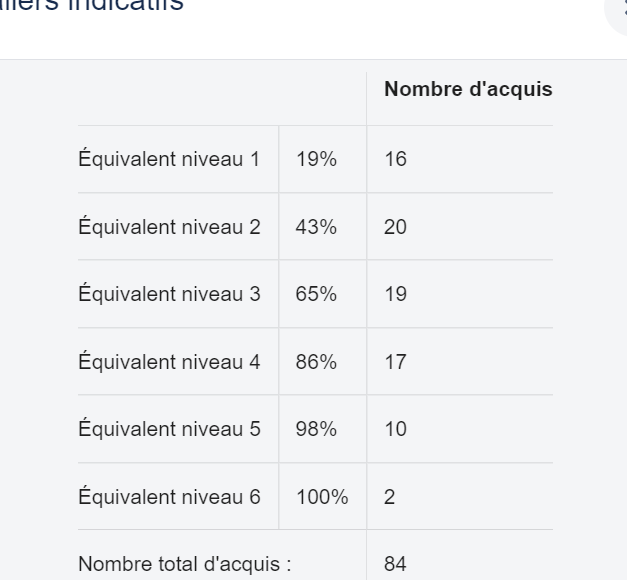 indicatifs
Nombre d'acquis
Équivalent niveau 1 19% 16
Équivalent niveau 2 43% 20
Équivalent niveau 3 65% 19
Équivalent niveau 4 86% 17
Équivalent niveau 5 98% 10
Équivalent niveau 6 100% 2
Nombre total d'acquis : 84